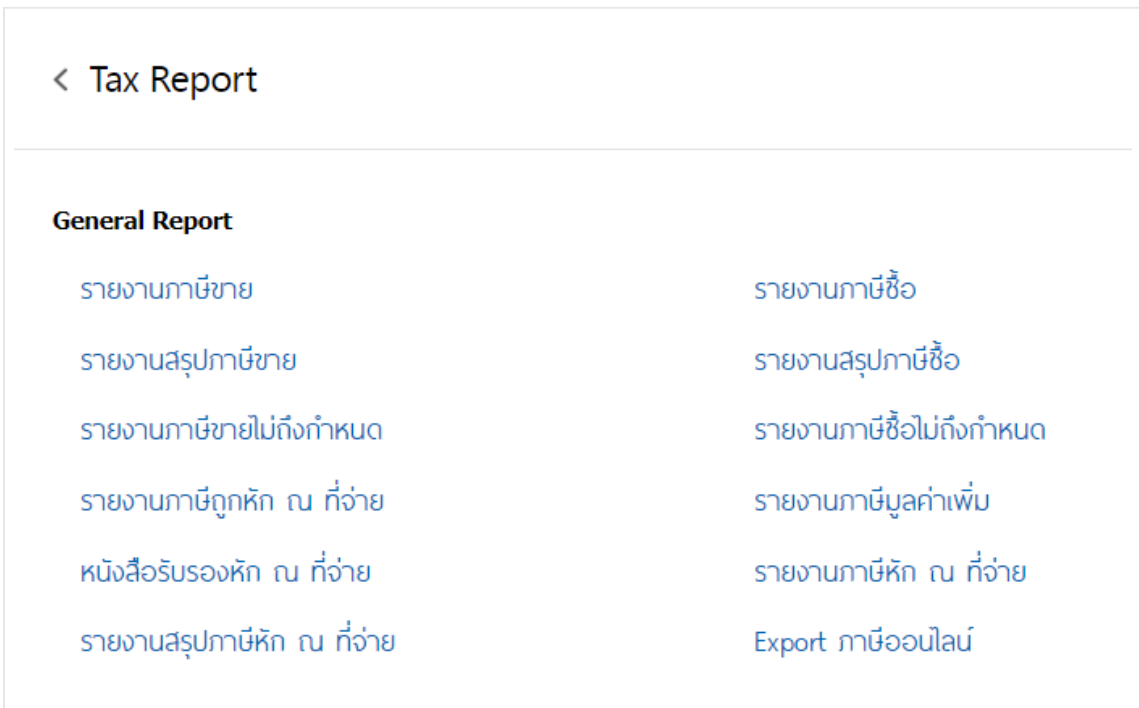 < Tax Report
General Report
รายงานภาษีขาย
รายงานภาษีซื้อ
รายงานสรุปภาษีขาย
รายงานสรุปภาษีซื้อ
รายงานภาษีขายไม่ถึงกำหนด
รายงานภาษีซื้อไม่ถึงกำหนด
รายงานภาษีถูกหัก ณ ที่จ่าย
รายงานภาษีมูลค่าเพิ่ม
หนังสือรับรองหัก ณ ที่จ่าย
รายงานภาษีหัก ณ ที่จ่าย
รายงานสรุปภาษีหัก ณ ที่จ่าย
Export ภาษีออนไลน์